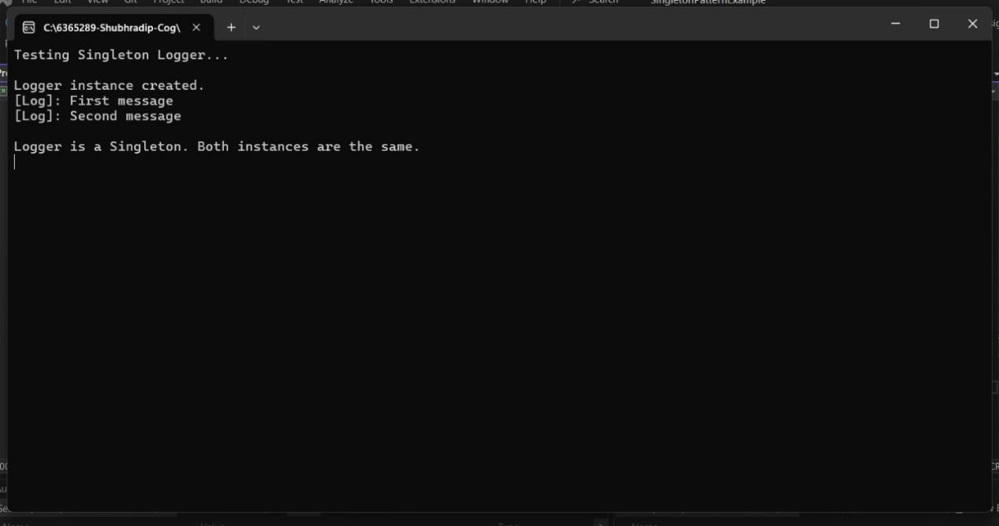 File Edit View Git Project Build Debug Test Analyze Tools Extensions Window Help Search SingletonPatternExample
C:\6365289-Shubhradip-Cog\
Testing Singleton Logger...
Logger instance created.
[Log]: First message
[Log]: Second message
Logger is a Singleton. Both instances are the same.